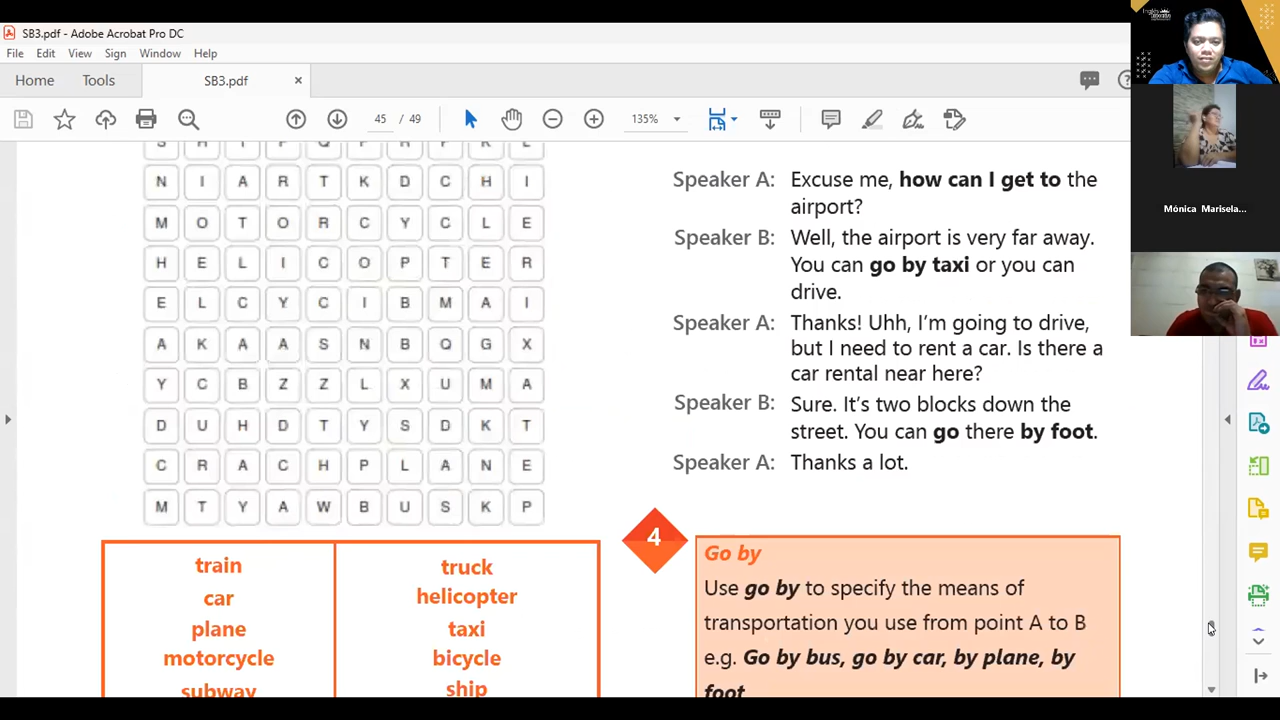 SB3.pdf - Adobe Acrobat Pro DC
File Edit View Window Help
Home Tools SB3.pdf
45 / 49 135%
N I A R T K D C H I
M O T O R C Y C L E
H E L I C O P T E R
E L C Y C I B M A I
A K A A S N B Q G X
Y C B Z Z L X U M A
D U H D T Y S D K T
C R A C H P L A N E
M T Y A W B U S K P
train
car
plane
motorcycle
subway
truck
helicopter
taxi
bicycle
ship
Speaker A: Excuse me, how can I get to the
airport?
Speaker B: Well, the airport is very far away.
You can go by taxi or you can
drive.
Speaker A: Thanks! Uhh, I'm going to drive,
but I need to rent a car. Is there a
car rental near here?
Speaker B: Sure. It's two blocks down the
street. You can go there by foot.
Speaker A: Thanks a lot.
4
Go by
Use go by to specify the means of
transportation you use from point A to B
e.g. Go by bus, go by car, by plane, by
foot
Mónica Marisela...